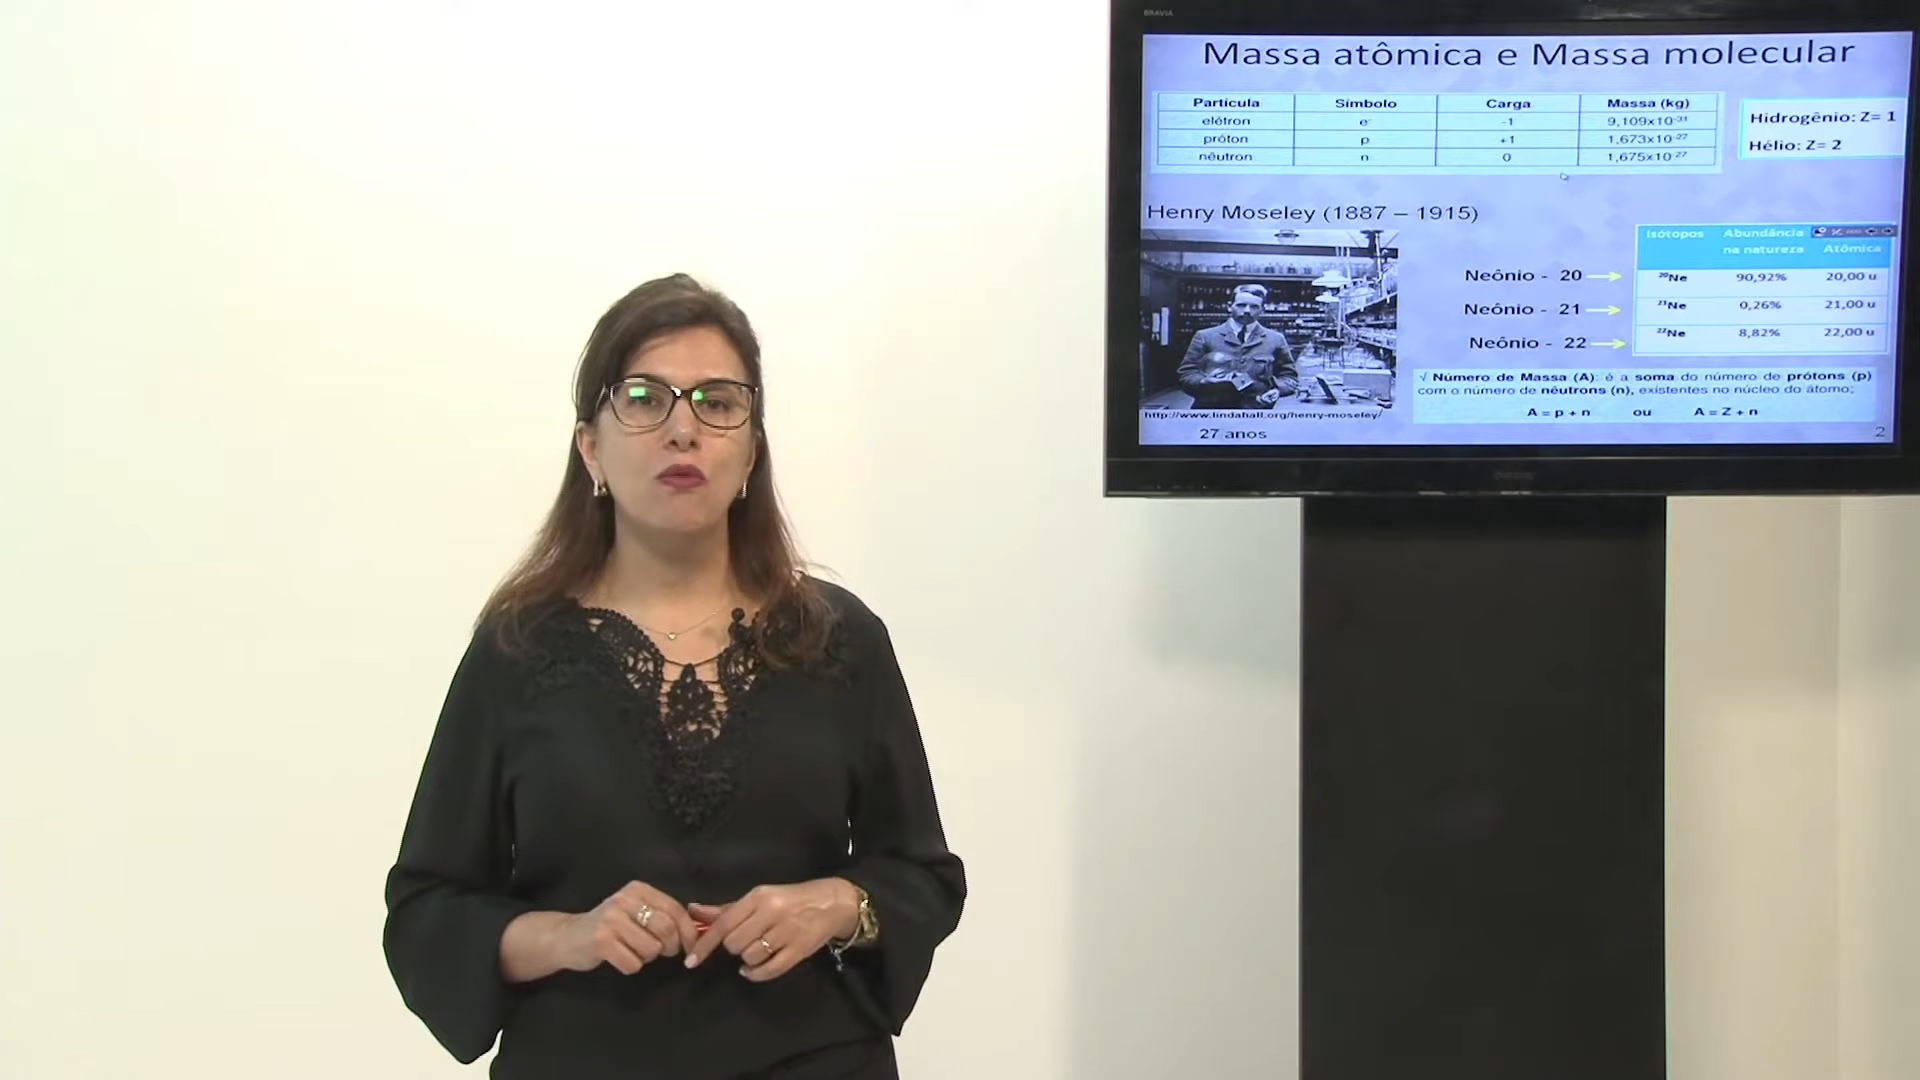 BRAVIA
Massa atômica e Massa molecular
Partícula Símbolo Carga Massa (kg)
elétron e⁻ -1 9,109x10⁻³¹
próton p +1 1,673x10⁻²⁷
nêutron n 0 1,675x10⁻²⁷
Hidrogênio: Z= 1
Hélio: Z= 2
Henry Moseley (1887 – 1915)
Isótopos Abundância
na natureza Atômica
Neônio - 20
²⁰Ne 90,92% 20,00 u
Neônio - 21
²¹Ne 0,26% 21,00 u
Neônio - 22
²²Ne 8,82% 22,00 u
√ Número de Massa (A): é a soma do número de prótons (p)
com o número de nêutrons (n), existentes no núcleo do átomo;
A = p + n ou A = Z + n
http://www.lindahall.org/henry-moseley/
27 anos
2